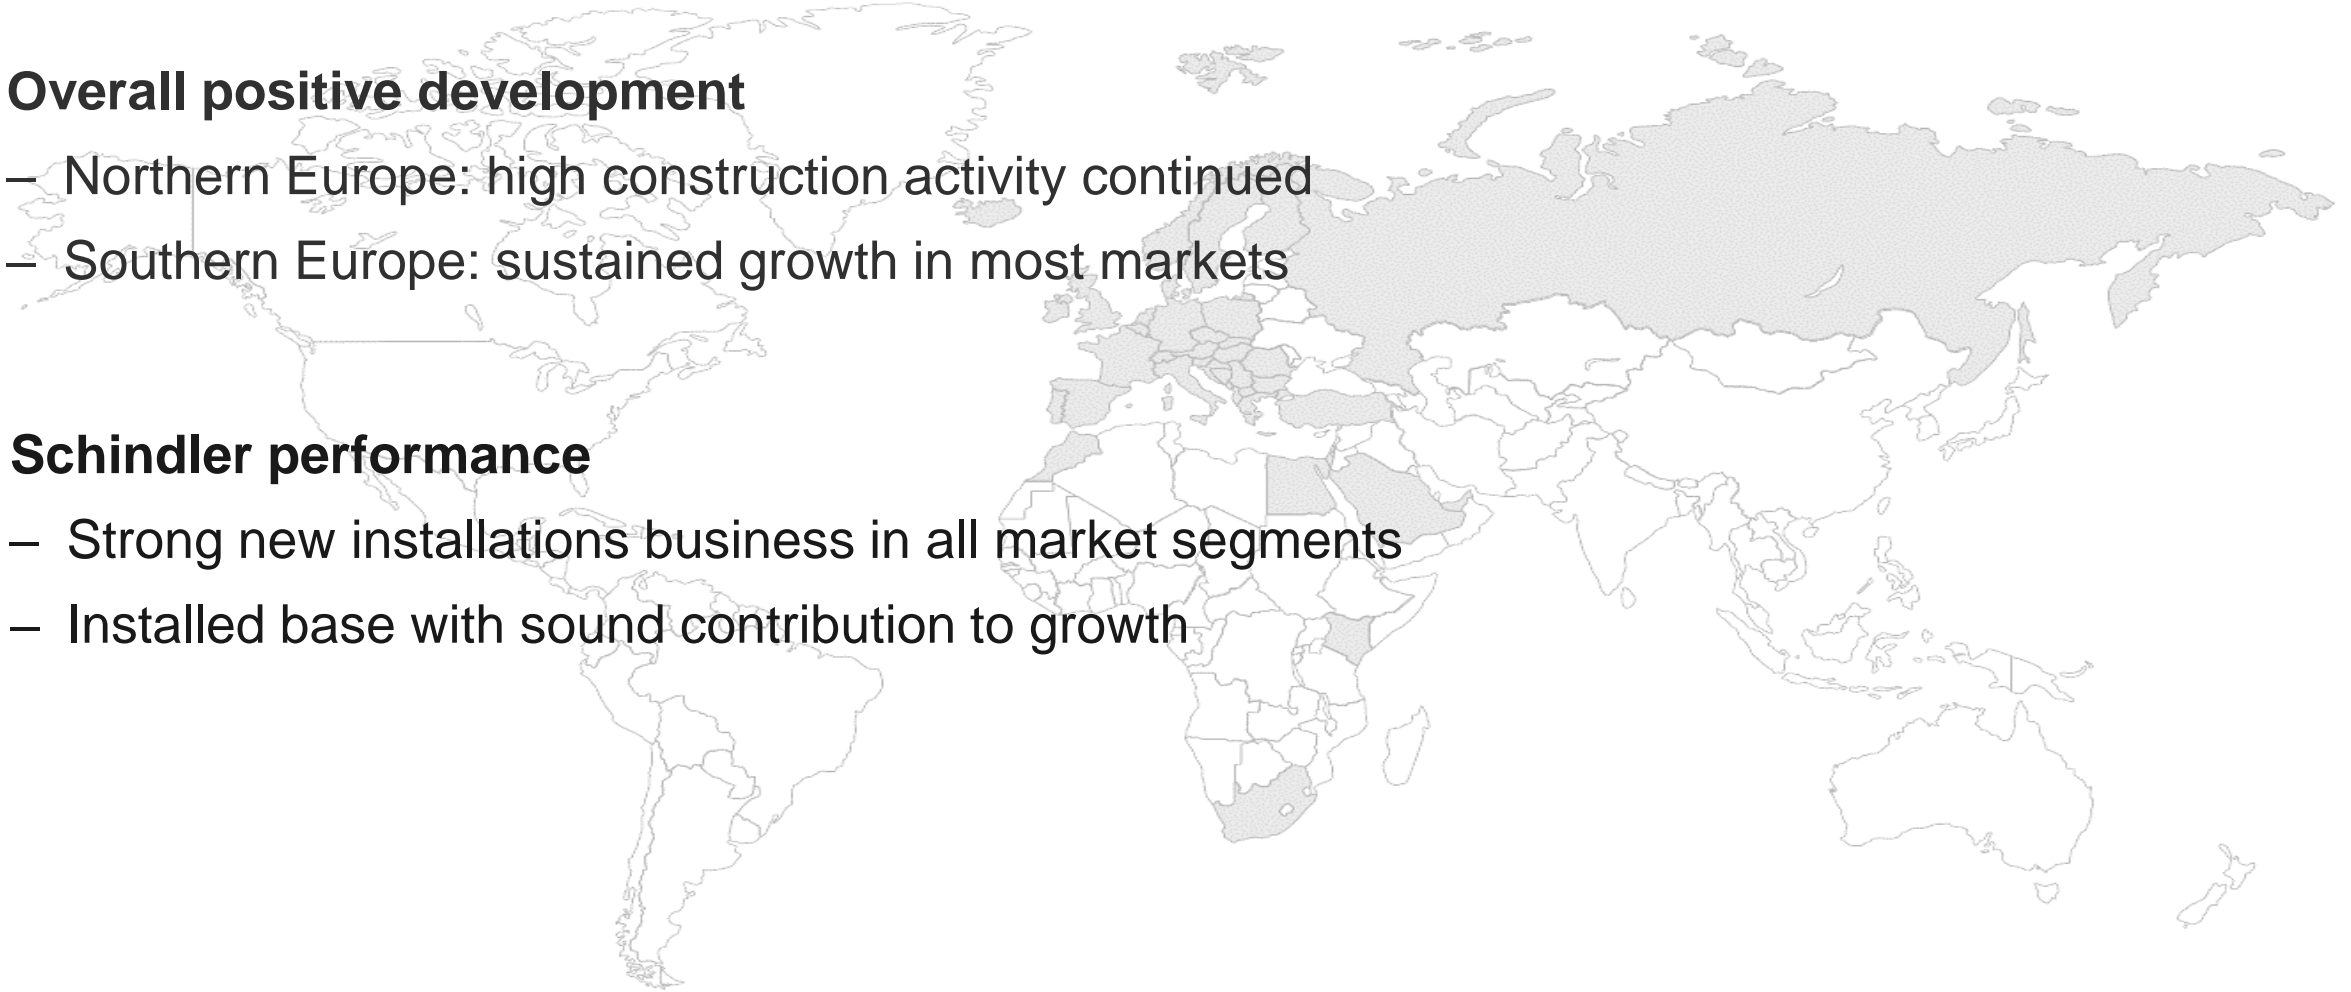 Overall positive development
– Northern Europe: high construction activity continued
– Southern Europe: sustained growth in most markets
Schindler performance
– Strong new installations business in all market segments
– Installed base with sound contribution to growth